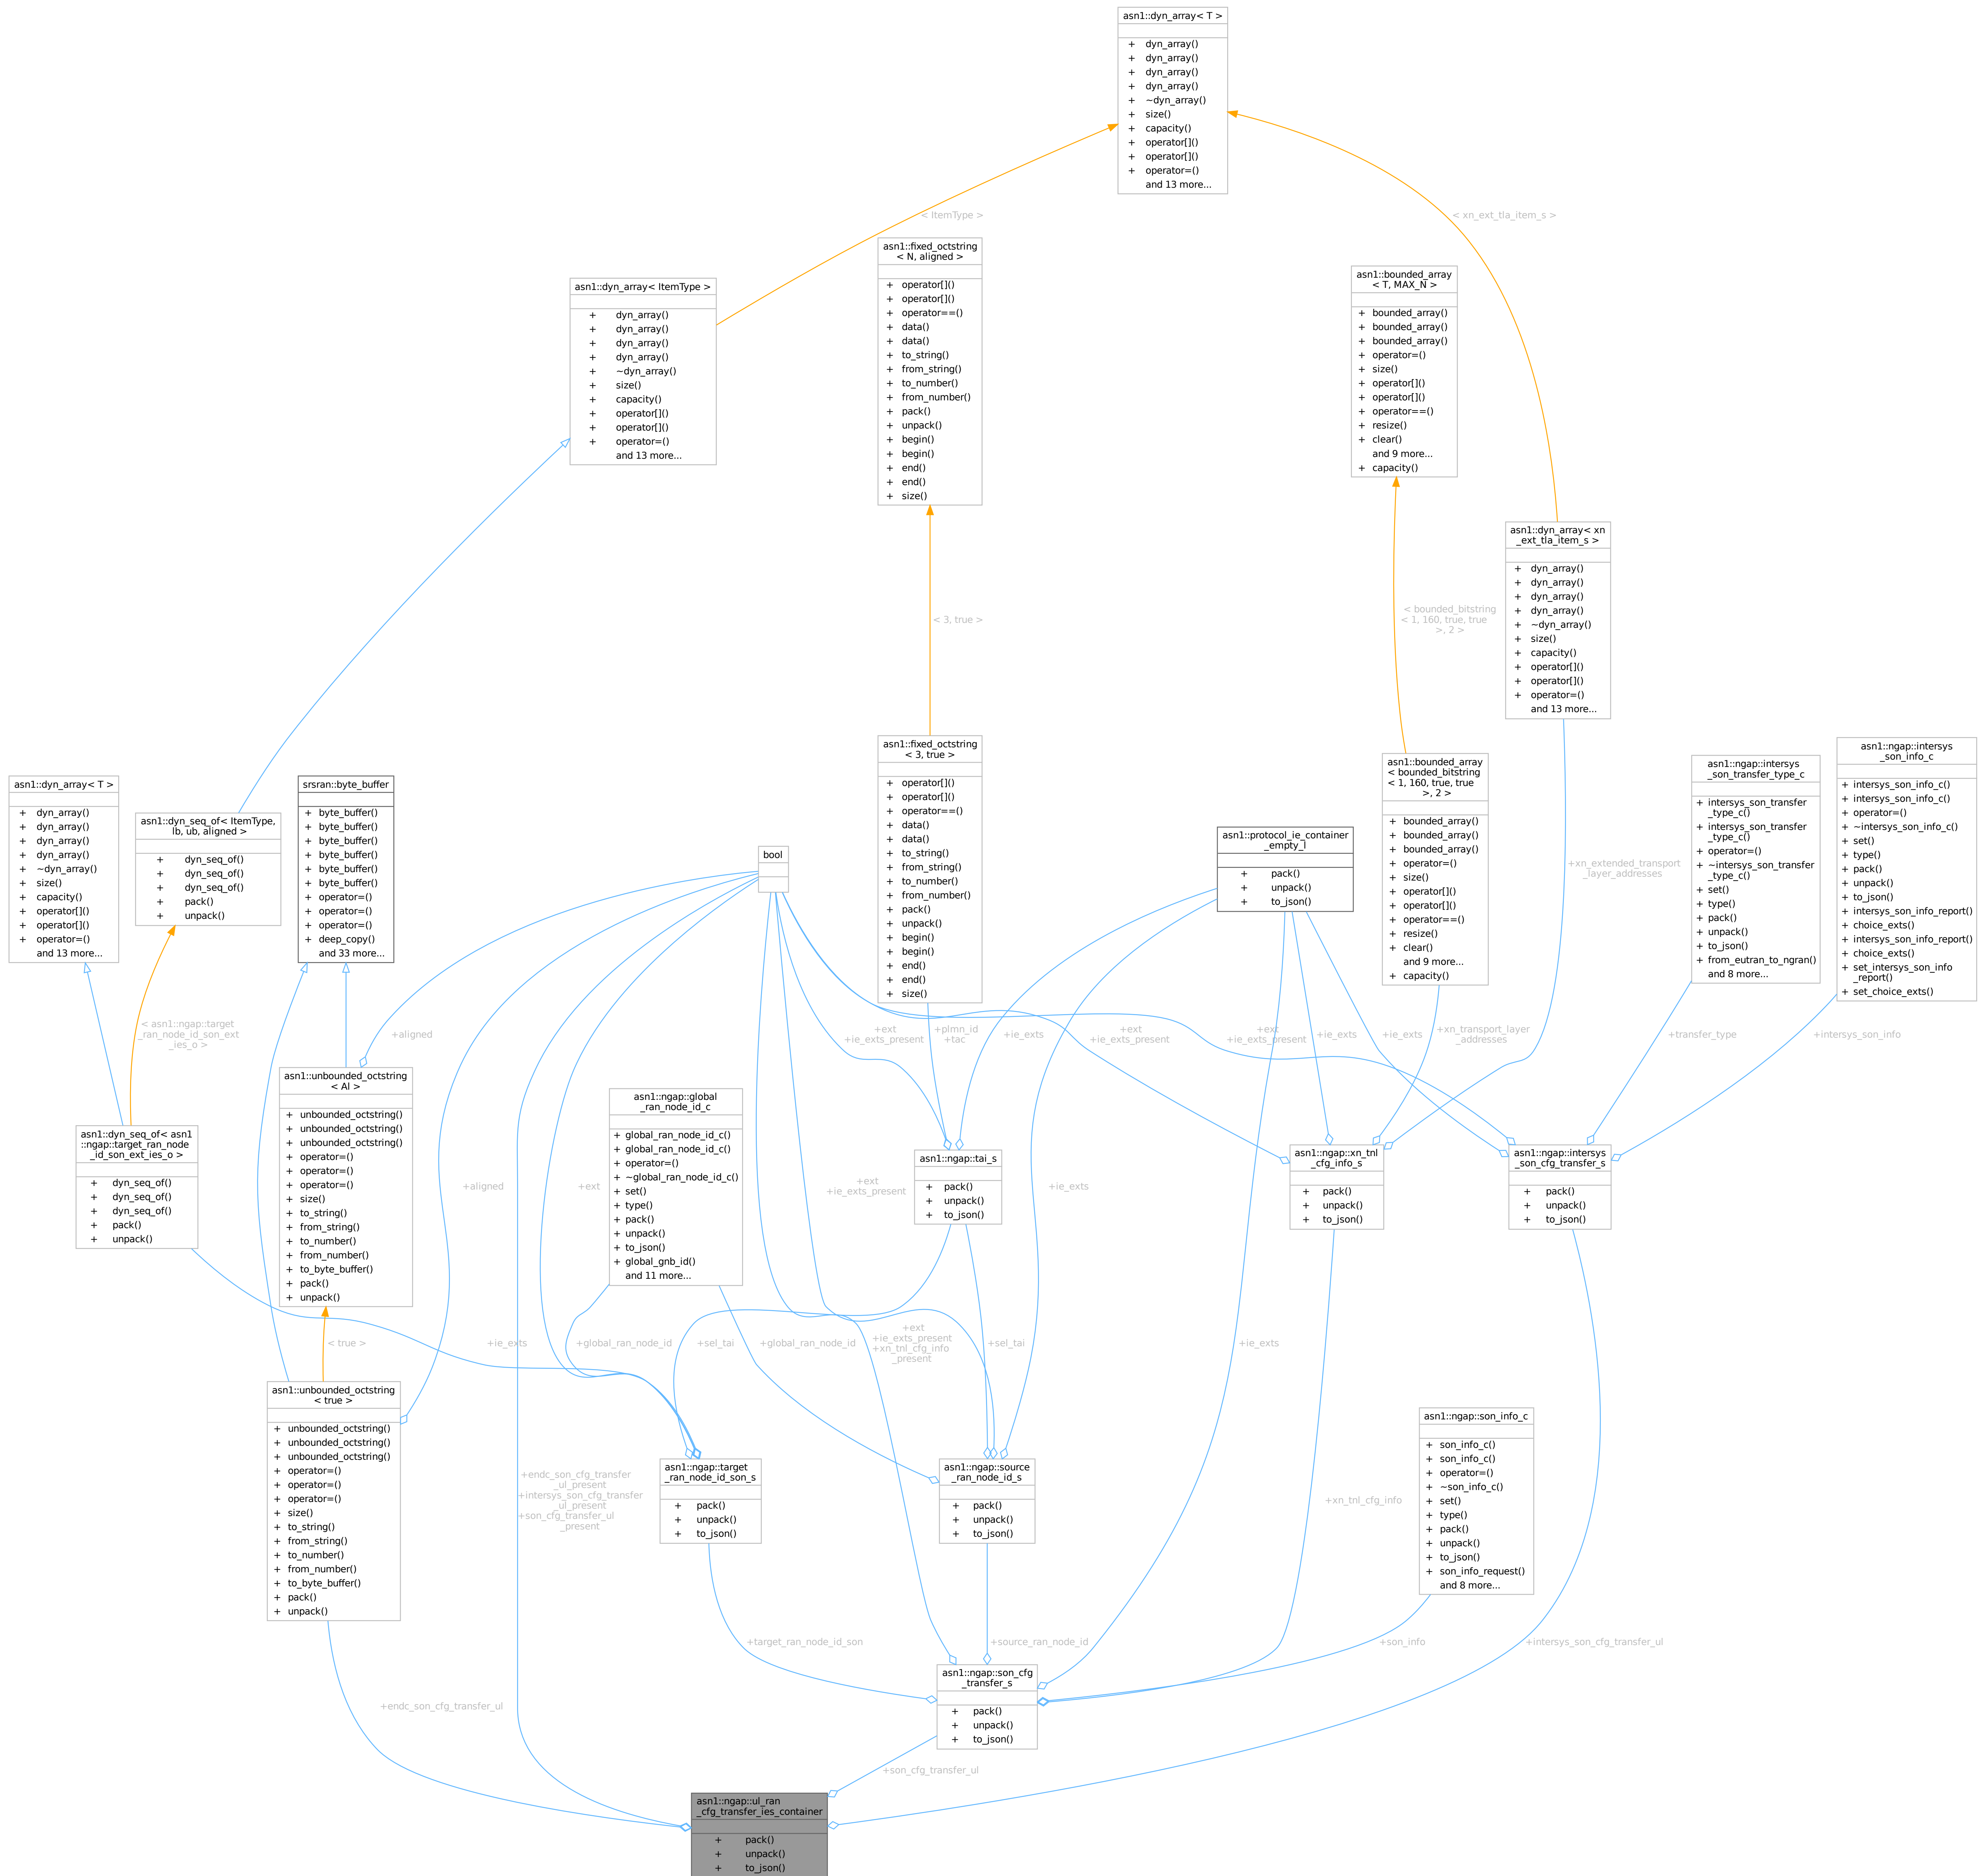 asn1::dyn_array< T >
+ dyn_array()
+ dyn_array()
+ dyn_array()
+ dyn_array()
+ ~dyn_array()
+ size()
+ capacity()
+ operator[]()
+ operator[]()
+ operator=()
and 13 more...
< ItemType >
< xn_ext_tla_item_s >
asn1::fixed_octstring
< N, aligned >
+ operator[]()
+ operator[]()
+ operator==()
+ data()
+ data()
+ to_string()
+ from_string()
+ to_number()
+ from_number()
+ pack()
+ unpack()
+ begin()
+ begin()
+ end()
+ end()
+ size()
asn1::bounded_array
< T, MAX_N >
+ bounded_array()
+ bounded_array()
+ bounded_array()
+ operator=()
+ size()
+ operator[]()
+ operator[]()
+ operator==()
+ resize()
+ clear()
and 9 more...
+ capacity()
asn1::dyn_array< ItemType >
+ dyn_array()
+ dyn_array()
+ dyn_array()
+ dyn_array()
+ ~dyn_array()
+ size()
+ capacity()
+ operator[]()
+ operator[]()
+ operator=()
and 13 more...
asn1::dyn_array< xn
_ext_tla_item_s >
+ dyn_array()
+ dyn_array()
+ dyn_array()
+ dyn_array()
+ ~dyn_array()
+ size()
+ capacity()
+ operator[]()
+ operator[]()
+ operator=()
and 13 more...
< 3, true >
< bounded_bitstring
< 1, 160, true, true
>, 2 >
asn1::dyn_array< T >
+ dyn_array()
+ dyn_array()
+ dyn_array()
+ dyn_array()
+ ~dyn_array()
+ size()
+ capacity()
+ operator[]()
+ operator[]()
+ operator=()
and 13 more...
asn1::dyn_seq_of< ItemType,
lb, ub, aligned >
+ dyn_seq_of()
+ dyn_seq_of()
+ dyn_seq_of()
+ pack()
+ unpack()
srsran::byte_buffer
+ byte_buffer()
+ byte_buffer()
+ byte_buffer()
+ byte_buffer()
+ byte_buffer()
+ byte_buffer()
+ operator=()
+ operator=()
+ operator=()
+ deep_copy()
and 33 more...
bool
asn1::fixed_octstring
< 3, true >
+ operator[]()
+ operator[]()
+ operator==()
+ data()
+ data()
+ to_string()
+ from_string()
+ to_number()
+ from_number()
+ pack()
+ unpack()
+ begin()
+ begin()
+ end()
+ end()
+ size()
asn1::protocol_ie_container
_empty_l
+ pack()
+ unpack()
+ to_json()
asn1::bounded_array
< bounded_bitstring
< 1, 160, true, true
>, 2 >
+ bounded_array()
+ bounded_array()
+ bounded_array()
+ operator=()
+ size()
+ operator[]()
+ operator[]()
+ operator==()
+ resize()
+ clear()
and 9 more...
+ capacity()
+xn_extended_transport
_layer_addresses
asn1::ngap::intersys
_son_transfer_type_c
+ intersys_son_transfer
_type_c()
+ intersys_son_transfer
_type_c()
+ operator=()
+ ~intersys_son_transfer
_type_c()
+ set()
+ type()
+ pack()
+ unpack()
+ to_json()
+ from_eutran_to_ngran()
and 8 more...
asn1::ngap::intersys
_son_info_c
+ intersys_son_info_c()
+ intersys_son_info_c()
+ operator=()
+ ~intersys_son_info_c()
+ set()
+ type()
+ pack()
+ unpack()
+ to_json()
+ intersys_son_info_report()
+ choice_exts()
+ intersys_son_info_report()
+ choice_exts()
+ set_intersys_son_info
_report()
+ set_choice_exts()
< asn1::ngap::target
_ran_node_id_son_ext
_ies_o >
+aligned
+ext
+ie_exts_present
+plmn_id
+tac
+ie_exts
+ext
+ie_exts_present
+ext
+ie_exts_present
+ie_exts
+ie_exts
+xn_transport_layer
_addresses
+transfer_type
+intersys_son_info
asn1::dyn_seq_of< asn1
::ngap::target_ran_node
_id_son_ext_ies_o >
+ dyn_seq_of()
+ dyn_seq_of()
+ dyn_seq_of()
+ pack()
+ unpack()
asn1::unbounded_octstring
< Al >
+ unbounded_octstring()
+ unbounded_octstring()
+ unbounded_octstring()
+ operator=()
+ operator=()
+ operator=()
+ size()
+ to_string()
+ from_string()
+ to_number()
+ from_number()
+ to_byte_buffer()
+ pack()
+ unpack()
+aligned
+ext
asn1::ngap::global
_ran_node_id_c
+ global_ran_node_id_c()
+ global_ran_node_id_c()
+ operator=()
+ ~global_ran_node_id_c()
+ set()
+ type()
+ pack()
+ unpack()
+ to_json()
+ global_gnb_id()
and 11 more...
+ext
+ie_exts_present
asn1::ngap::tai_s
+ pack()
+ unpack()
+ to_json()
+ie_exts
asn1::ngap::xn_tnl
_cfg_info_s
+ pack()
+ unpack()
+ to_json()
asn1::ngap::intersys
_son_cfg_transfer_s
+ pack()
+ unpack()
+ to_json()
< true >
+ie_exts
+global_ran_node_id
+sel_tai
+global_ran_node_id
+ext
+ie_exts_present
+xn_tnl_cfg_info
_present
+sel_tai
+ie_exts
asn1::unbounded_octstring
< true >
+ unbounded_octstring()
+ unbounded_octstring()
+ unbounded_octstring()
+ operator=()
+ operator=()
+ operator=()
+ size()
+ to_string()
+ from_string()
+ to_number()
+ from_number()
+ to_byte_buffer()
+ pack()
+ unpack()
+endc_son_cfg_transfer
_ul_present
+intersys_son_cfg_transfer
_ul_present
+son_cfg_transfer_ul
_present
asn1::ngap::target
_ran_node_id_son_s
+ pack()
+ unpack()
+ to_json()
asn1::ngap::source
_ran_node_id_s
+ pack()
+ unpack()
+ to_json()
+xn_tnl_cfg_info
asn1::ngap::son_info_c
+ son_info_c()
+ son_info_c()
+ operator=()
+ ~son_info_c()
+ set()
+ type()
+ pack()
+ unpack()
+ to_json()
+ son_info_request()
and 8 more...
+target_ran_node_id_son
+source_ran_node_id
+son_info
+intersys_son_cfg_transfer_ul
+endc_son_cfg_transfer_ul
asn1::ngap::son_cfg
_transfer_s
+ pack()
+ unpack()
+ to_json()
+son_cfg_transfer_ul
asn1::ngap::ul_ran
_cfg_transfer_ies_container
+ pack()
+ unpack()
+ to_json()